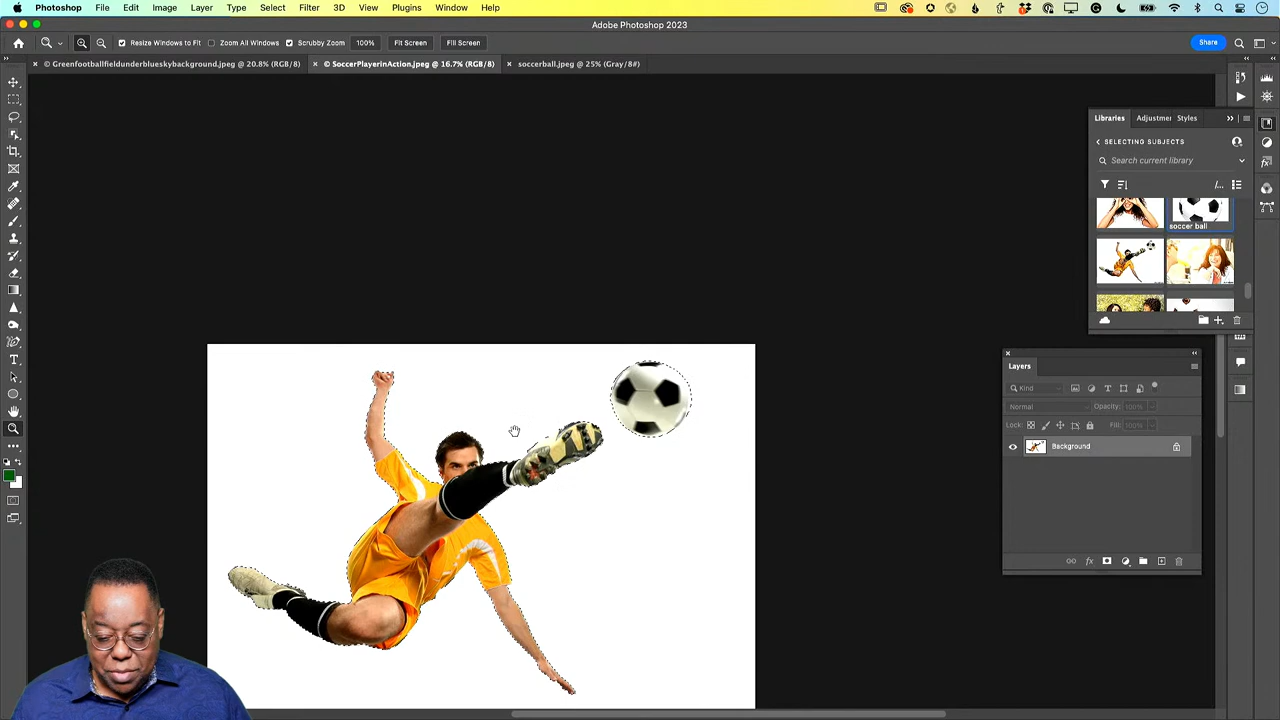 Photoshop File Edit Image Layer Type Select Filter 3D View Plugins Window Help
Adobe Photoshop 2023
Resize Windows to Fit Zoom All Windows Scrubby Zoom 100% Fit Screen Fill Screen Share
© Greenfootballfieldunderblueskybackground.jpeg @ 20.8% (RGB/8) © SoccerPlayerinAction.jpeg @ 16.7% (RGB/8) soccerball.jpeg @ 25% (Gray/8#)
Libraries Adjustmer Styles
SELECTING SUBJECTS
Search current library
soccer ball
Layers
Kind
Normal Opacity: 100%
Lock: Fill: 100%
Background